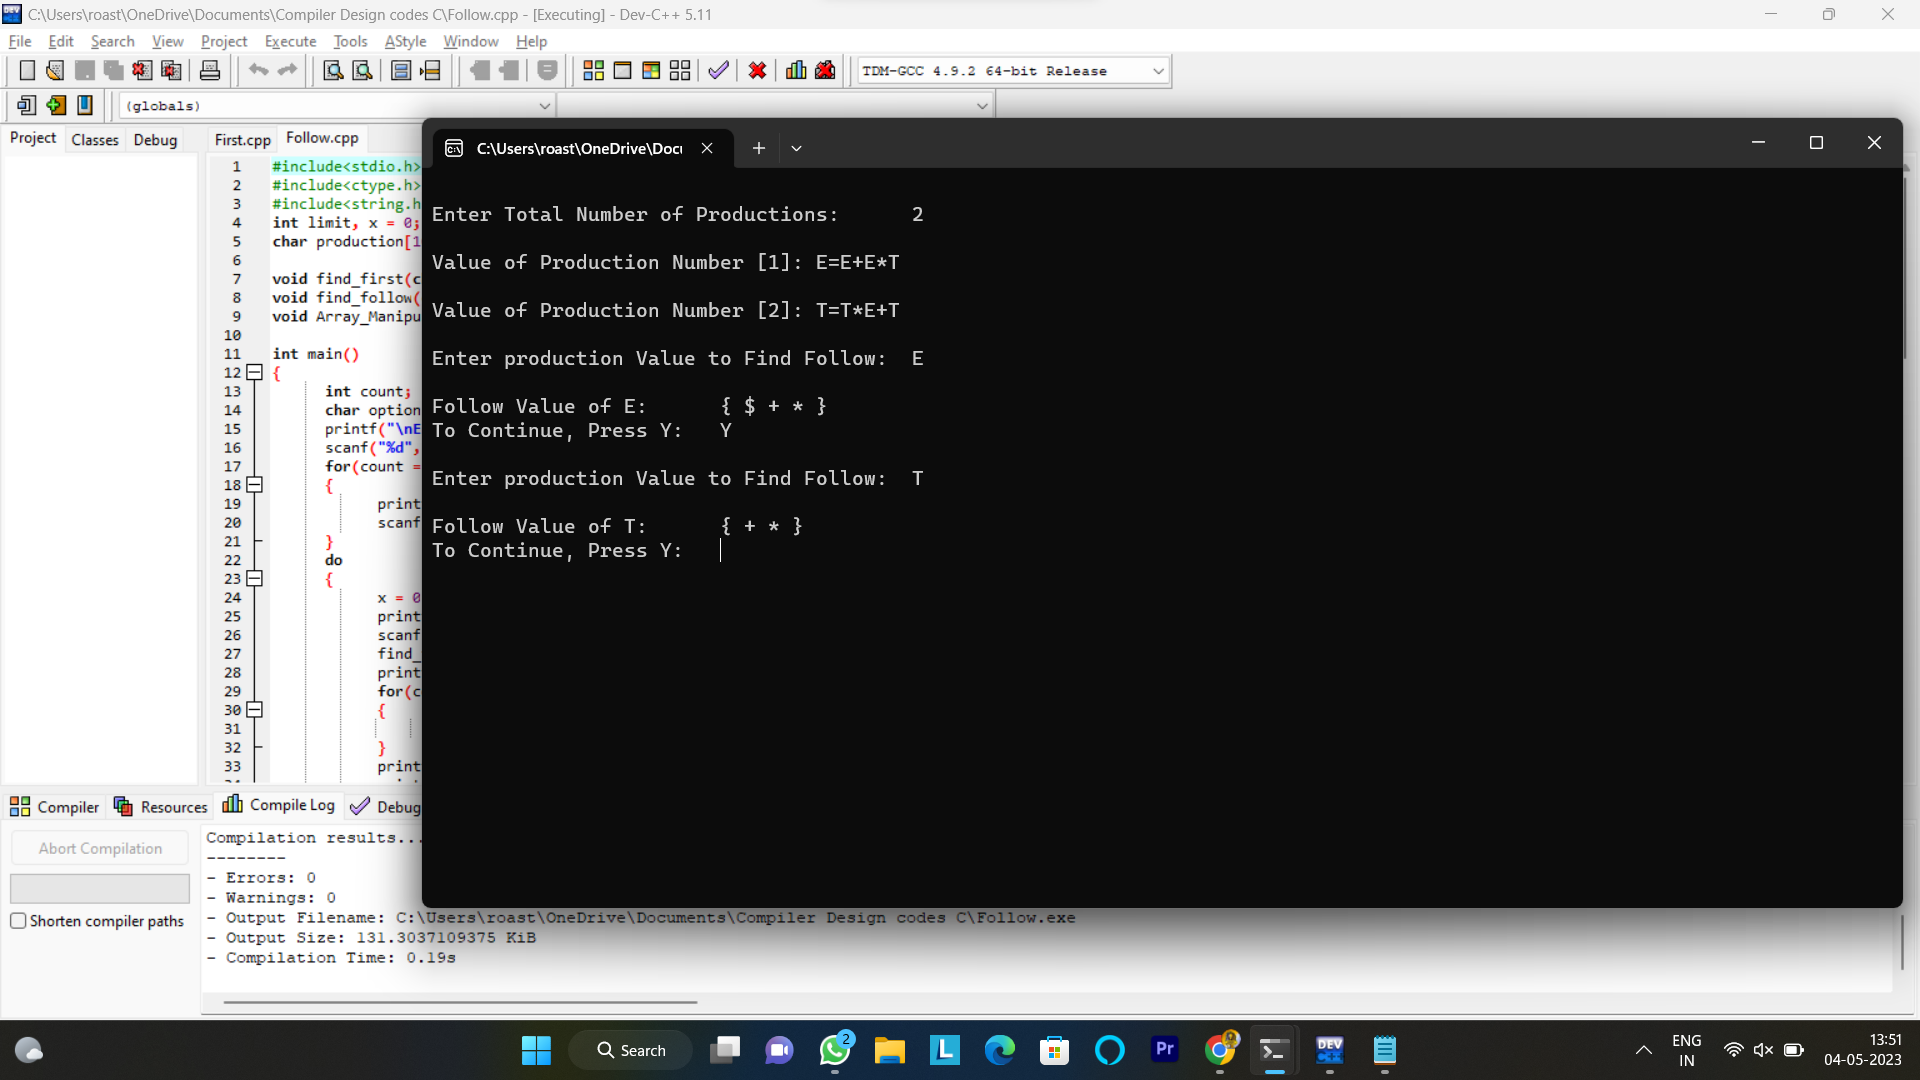 C:\Users\roast\OneDrive\Documents\Compiler Design codes C\Follow.cpp - [Executing] - Dev-C++ 5.11
File Edit Search View Project Execute Tools AStyle Window Help
TDM-GCC 4.9.2 64-bit Release
(globals)
Project Classes Debug
First.cpp Follow.cpp
1 #include<stdio.h>
2 #include<ctype.h>
3 #include<string.h
4 int limit, x = 0;
5 char production[1
6
7 void find_first(c
8 void find_follow(
9 void Array_Manipu
10
11 int main()
12 {
13 int count;
14 char option
15 printf("\nE
16 scanf("%d",
17 for(count =
18 {
19 print
20 scanf
21 }
22 do
23 {
24 x = 0
25 print
26 scanf
27 find_
28 print
29 for(c
30 {
31
32 }
33 print
C:\Users\roast\OneDrive\Docu
Enter Total Number of Productions: 2
Value of Production Number [1]: E=E+E*T
Value of Production Number [2]: T=T*E+T
Enter production Value to Find Follow: E
Follow Value of E: { $ + * }
To Continue, Press Y: Y
Enter production Value to Find Follow: T
Follow Value of T: { + * }
To Continue, Press Y:
Compiler Resources Compile Log Debug
Abort Compilation
Shorten compiler paths
Compilation results...
--------
- Errors: 0
- Warnings: 0
- Output Filename: C:\Users\roast\OneDrive\Documents\Compiler Design codes C\Follow.exe
- Output Size: 131.3037109375 KiB
- Compilation Time: 0.19s
Search
2
L
Pr
DEV C++
ENG
IN
13:51
04-05-2023